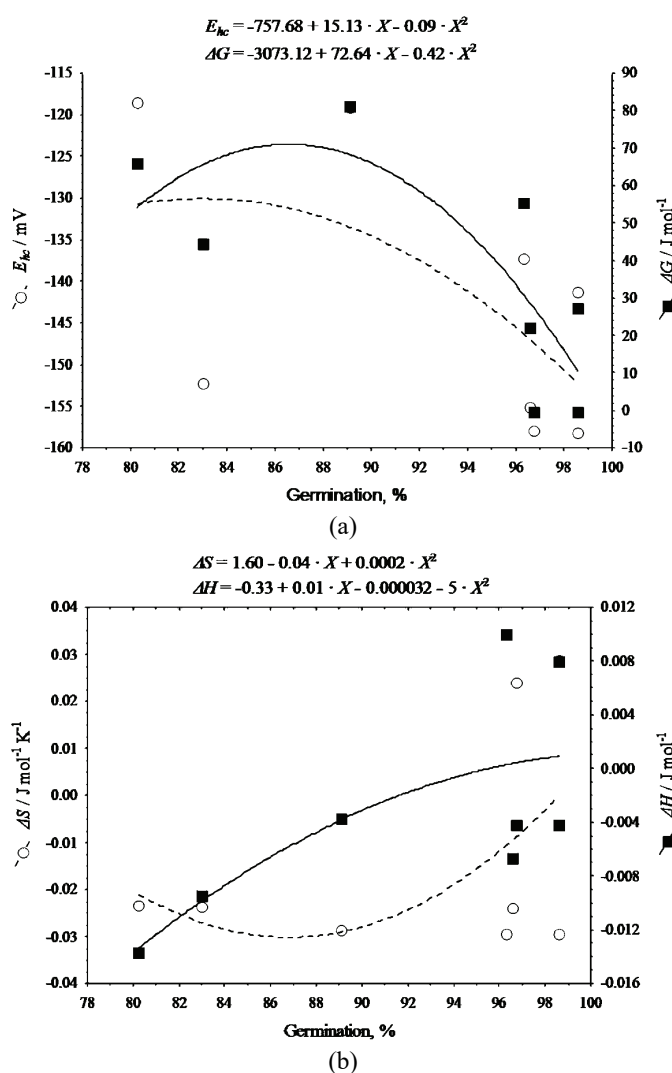 E_hc = -757.68 + 15.13 · X – 0.09 · X²
ΔG = -3073.12 + 72.64 · X – 0.42 · X²
-115 90
-120 80
-125 70
-130 60
-135 50
-140 40
-145 30
-150 20
-155 10
-160 0
-10
E_hc / mV
ΔG / J mol⁻¹
78 80 82 84 86 88 90 92 94 96 98 100
Germination, %
(a)
ΔS = 1.60 – 0.04 · X + 0.0002 · X²
ΔH = -0.33 + 0.01 · X – 0.000032 – 5 · X²
0.04 0.012
0.03 0.008
0.02 0.004
0.01 0.000
0.00 -0.004
-0.01 -0.008
-0.02 -0.012
-0.03 -0.016
-0.04
ΔS / J mol⁻¹ K⁻¹
ΔH / J mol⁻¹
78 80 82 84 86 88 90 92 94 96 98 100
Germination, %
(b)